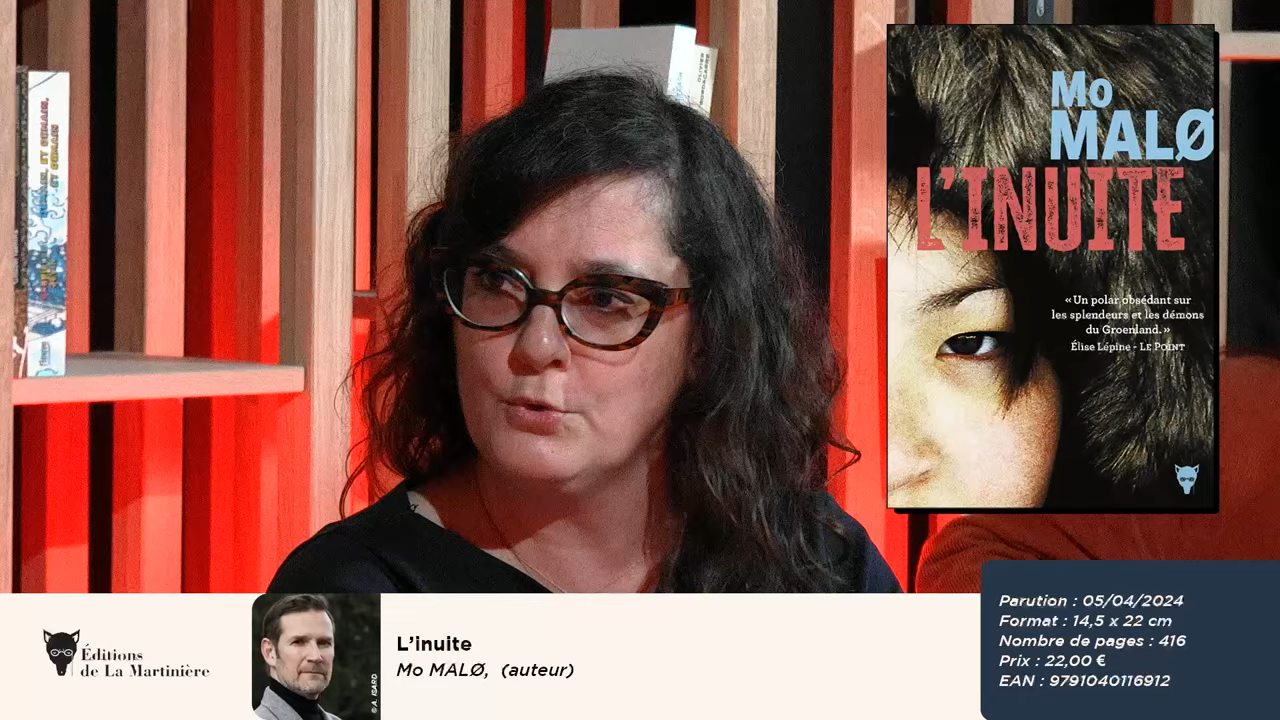 Mo
MALØ
L'INUITE
« Un polar obsédant sur
les splendeurs et les démons
du Groenland. »
Élise Lépine - LE POINT
Éditions
de La Martinière
© A. ISARD
L'inuite
Mo MALØ,  (auteur)
Parution : 05/04/2024
Format : 14,5 x 22 cm
Nombre de pages : 416
Prix : 22,00 €
EAN : 9791040116912